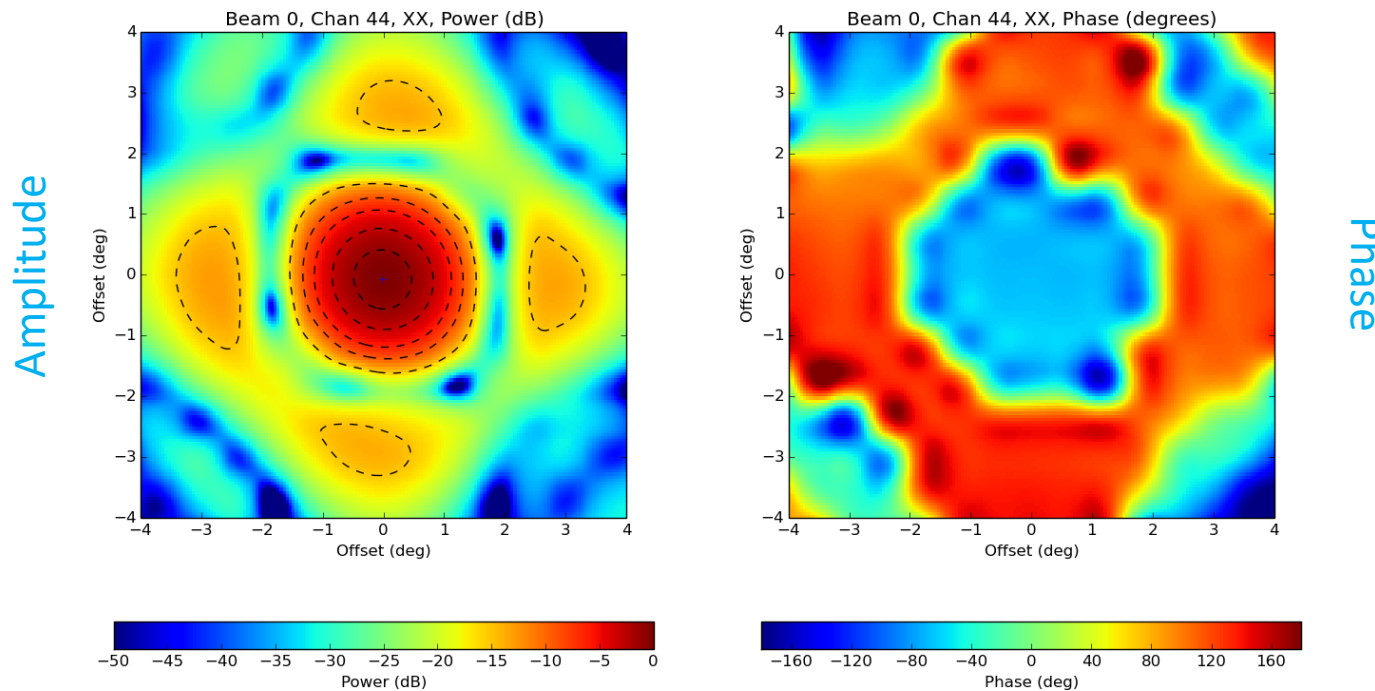 Beam 0, Chan 44, XX, Power (dB)
Beam 0, Chan 44, XX, Phase (degrees)
Amplitude
Offset (deg)
4
3
2
1
0
−1
−2
−3
−4
−4 −3 −2 −1 0 1 2 3 4
Offset (deg)
−50 −45 −40 −35 −30 −25 −20 −15 −10 −5 0
Power (dB)
Offset (deg)
4
3
2
1
0
−1
−2
−3
−4
−4 −3 −2 −1 0 1 2 3 4
Offset (deg)
−160 −120 −80 −40 0 40 80 120 160
Phase (deg)
Phase